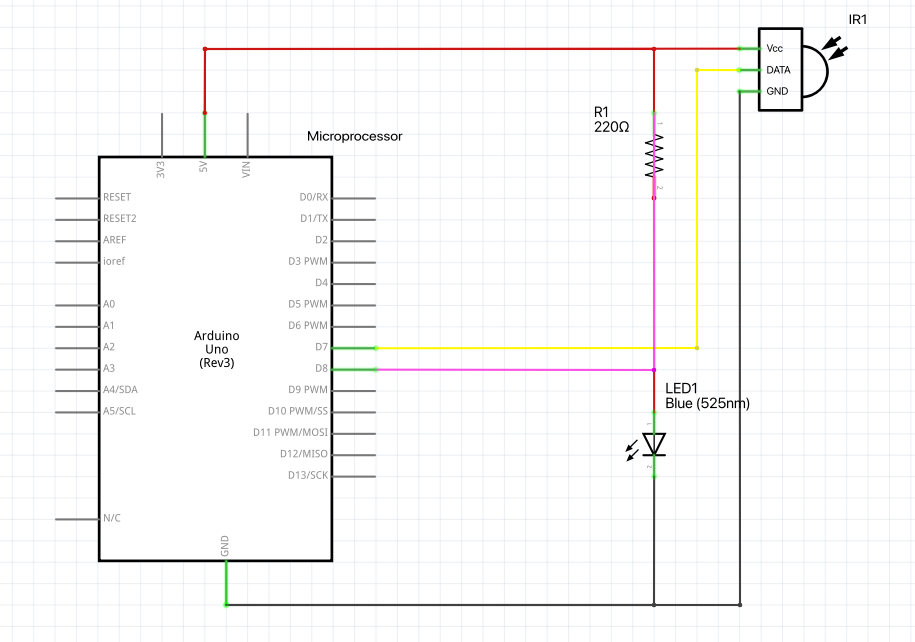 IR1
Vcc
DATA
GND
R1
220Ω
1
2
Microprocessor
3V3
5V
VIN
RESET
RESET2
AREF
ioref
A0
A1
A2
A3
A4/SDA
A5/SCL
N/C
D0/RX
D1/TX
D2
D3 PWM
D4
D5 PWM
D6 PWM
D7
D8
D9 PWM
D10 PWM/SS
D11 PWM/MOSI
D12/MISO
D13/SCK
Arduino
Uno
(Rev3)
GND
LED1
Blue (525nm)
1
2